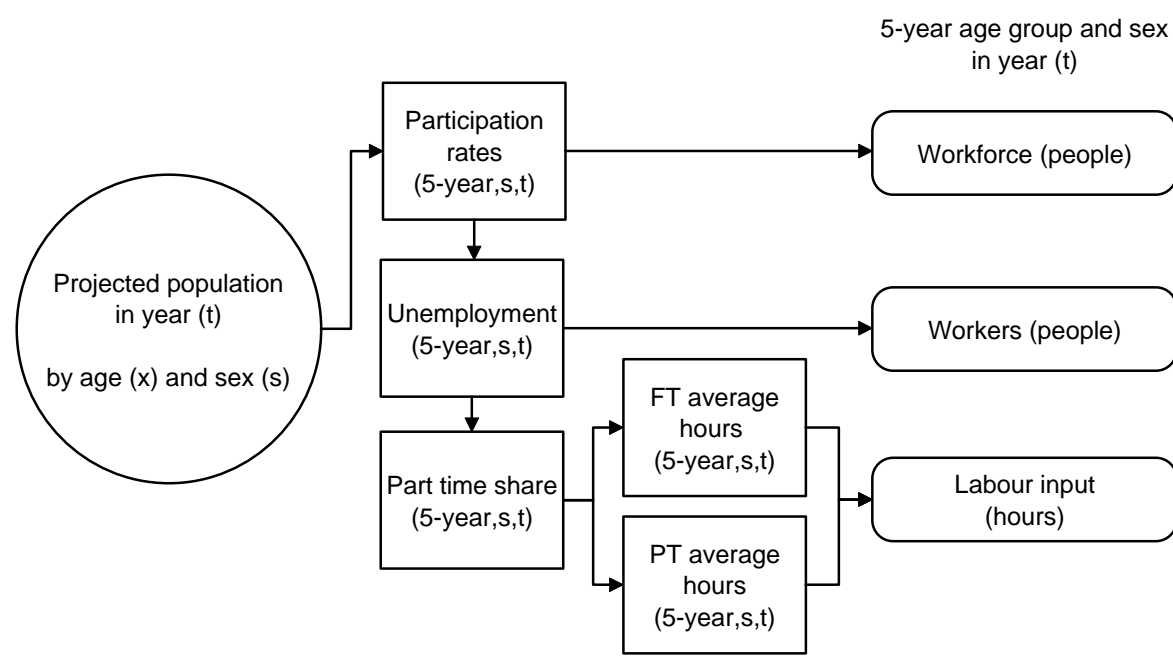 5-year age group and sex
in year (t)
Participation
rates
(5-year,s,t)
Workforce (people)
Projected population
in year (t)
by age (x) and sex (s)
Unemployment
(5-year,s,t)
Workers (people)
Part time share
(5-year,s,t)
FT average
hours
(5-year,s,t)
PT average
hours
(5-year,s,t)
Labour input
(hours)